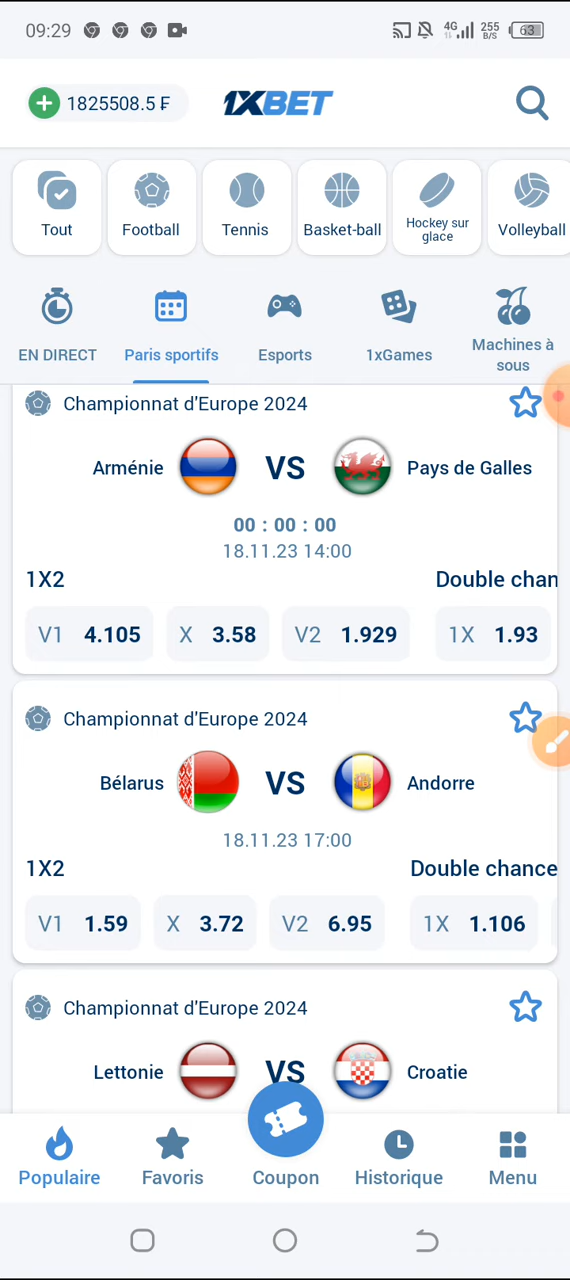 09:29 4G 255 B/S 63
1825508.5 ₣ 1XBET
Tout Football Tennis Basket-ball Hockey sur glace Volleyball
EN DIRECT Paris sportifs Esports 1xGames Machines à sous
Championnat d'Europe 2024
Arménie VS Pays de Galles
00 : 00 : 00
18.11.23 14:00
1X2 Double chan
V1 4.105 X 3.58 V2 1.929 1X 1.93
Championnat d'Europe 2024
Bélarus VS Andorre
18.11.23 17:00
1X2 Double chance
V1 1.59 X 3.72 V2 6.95 1X 1.106
Championnat d'Europe 2024
Lettonie VS Croatie
Populaire Favoris Coupon Historique Menu